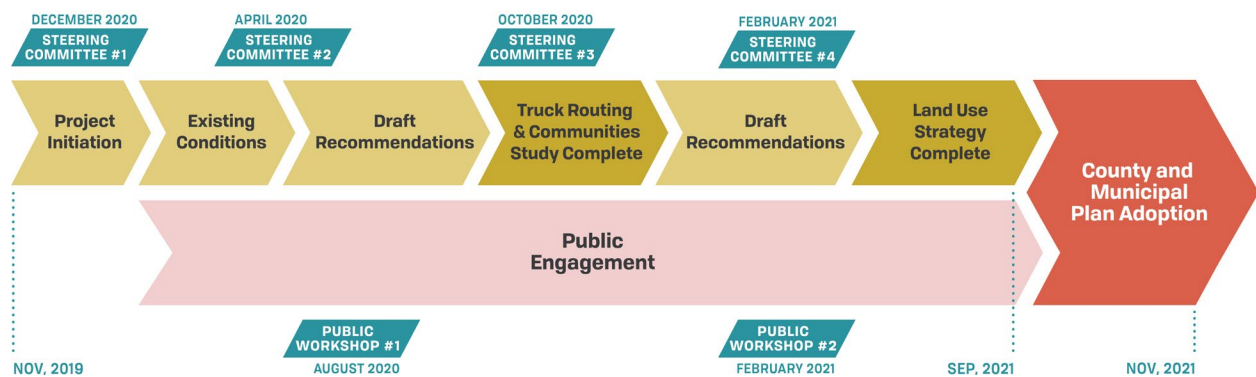 DECEMBER 2020
STEERING
COMMITTEE #1
APRIL 2020
STEERING
COMMITTEE #2
OCTOBER 2020
STEERING
COMMITTEE #3
FEBRUARY 2021
STEERING
COMMITTEE #4
Project
Initiation
Existing
Conditions
Draft
Recommendations
Truck Routing
& Communities
Study Complete
Draft
Recommendations
Land Use
Strategy
Complete
County and
Municipal
Plan Adoption
Public
Engagement
PUBLIC
WORKSHOP #1
AUGUST 2020
PUBLIC
WORKSHOP #2
FEBRUARY 2021
NOV, 2019
SEP, 2021
NOV, 2021